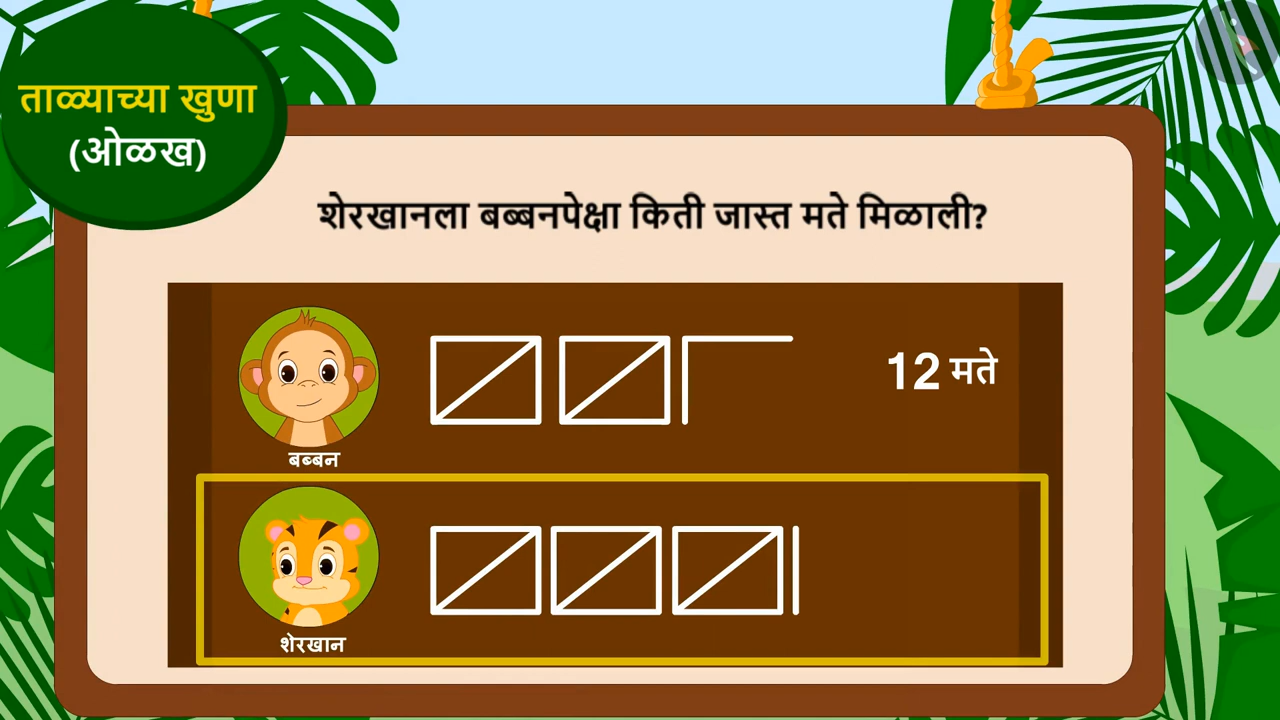 ताळ्याच्या खुणा
(ओळख)
शेरखानला बब्बनपेक्षा किती जास्त मते मिळाली?
12 मते
बब्बन
शेरखान